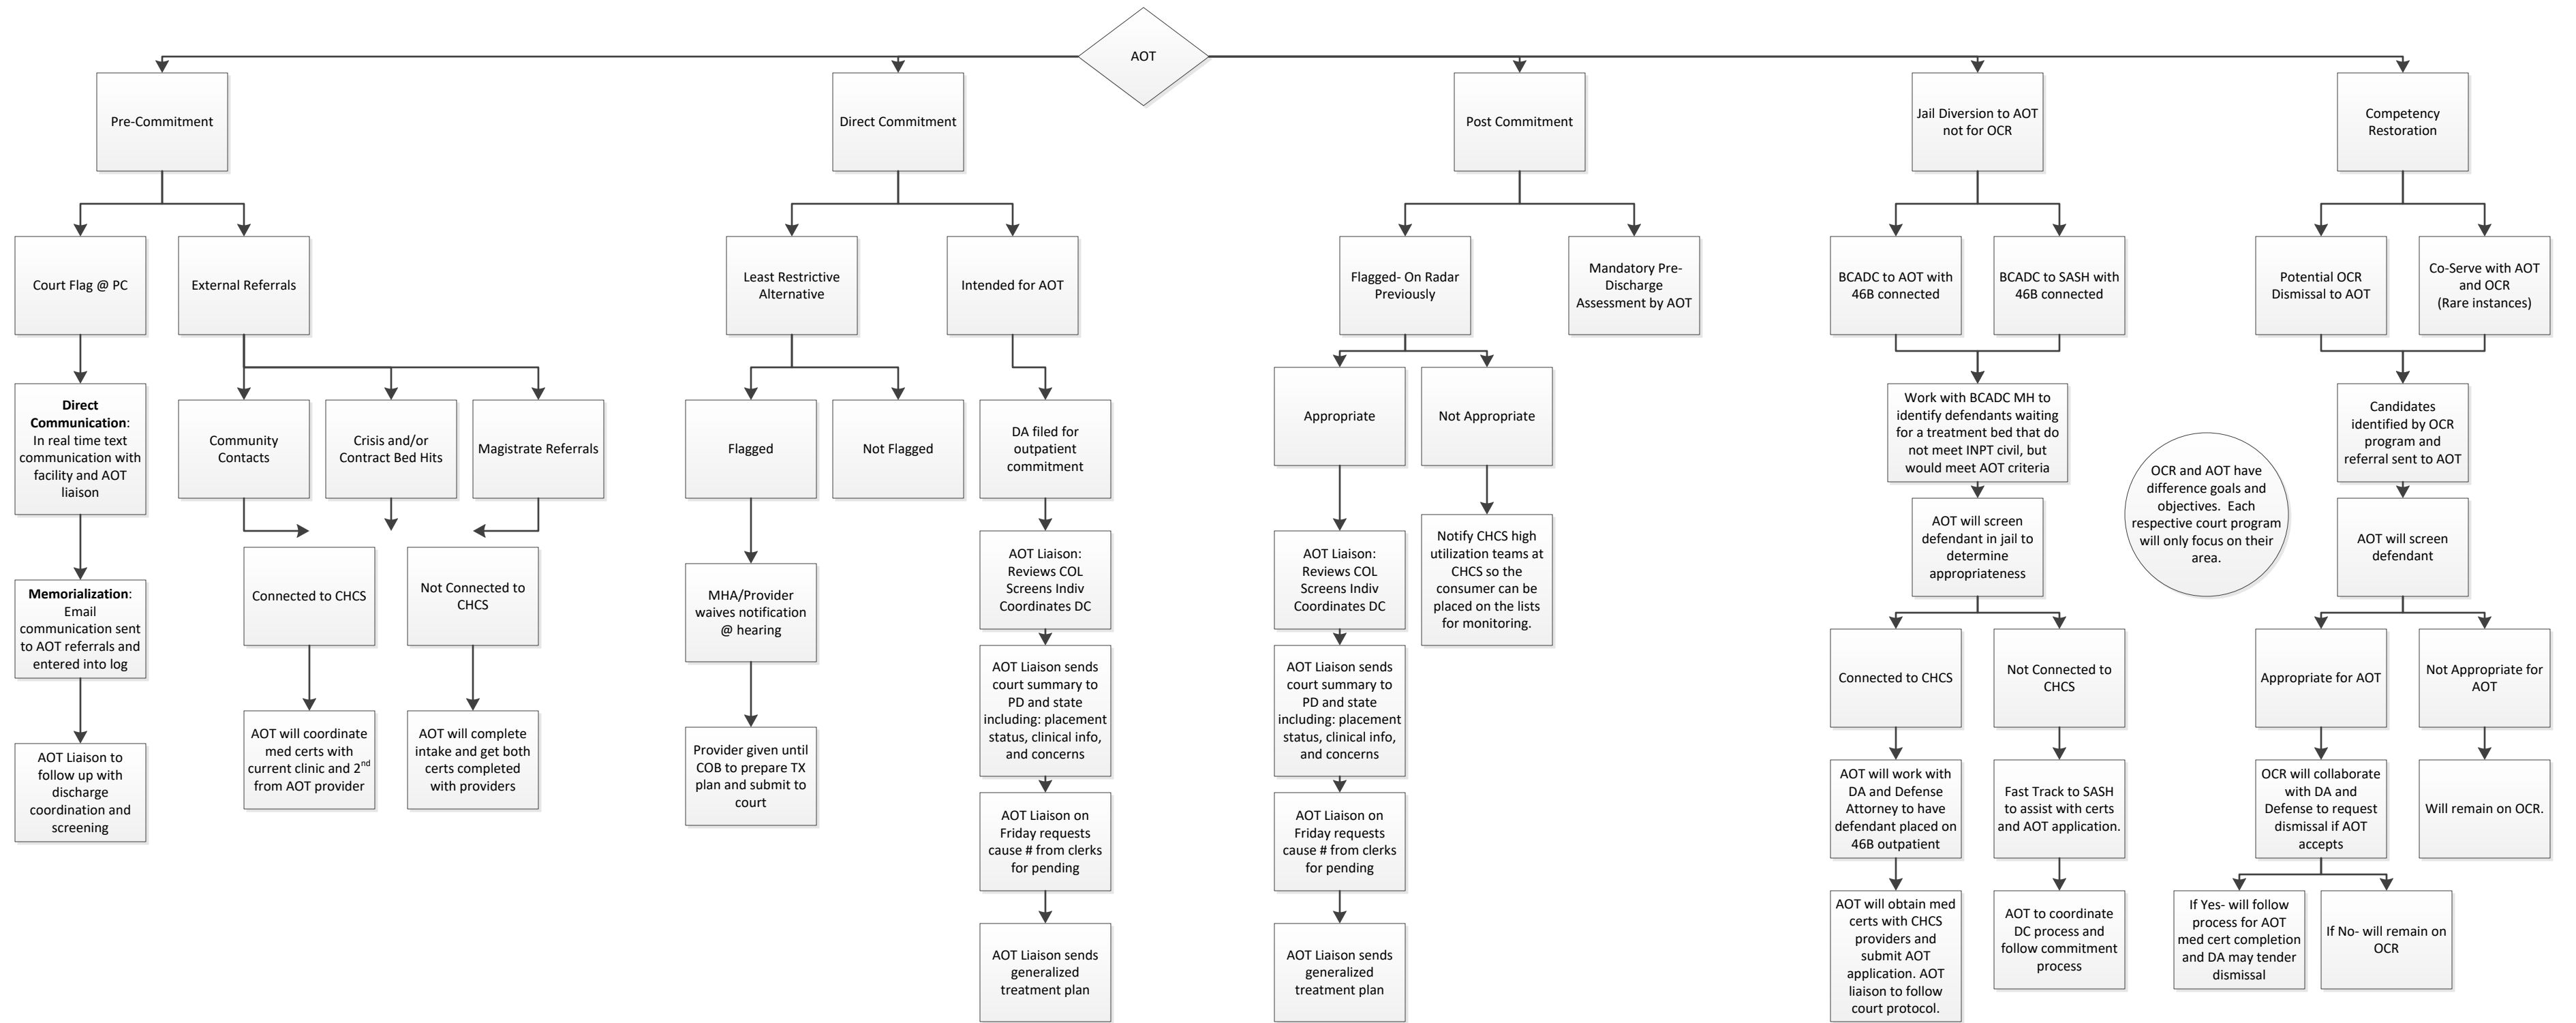 AOT
Pre-Commitment
Direct Commitment
Post Commitment
Jail Diversion to AOT
not for OCR
Competency
Restoration
Court Flag @ PC
External Referrals
Least Restrictive
Alternative
Intended for AOT
Flagged- On Radar
Previously
Mandatory Pre-
Discharge
Assessment by AOT
BCADC to AOT with
46B connected
BCADC to SASH with
46B connected
Potential OCR
Dismissal to AOT
Co-Serve with AOT
and OCR
(Rare instances)
Direct
Communication:
In real time text
communication with
facility and AOT
liaison
Memorialization:
Email
communication sent
to AOT referrals and
entered into log
AOT Liaison to
follow up with
discharge
coordination and
screening
Community
Contacts
Crisis and/or
Contract Bed Hits
Magistrate Referrals
Connected to CHCS
Not Connected to
CHCS
AOT will coordinate
med certs with
current clinic and 2nd
from AOT provider
AOT will complete
intake and get both
certs completed
with providers
Flagged
Not Flagged
MHA/Provider
waives notification
@ hearing
Provider given until
COB to prepare TX
plan and submit to
court
DA filed for
outpatient
commitment
AOT Liaison:
Reviews COL
Screens Indiv
Coordinates DC
AOT Liaison sends
court summary to
PD and state
including: placement
status, clinical info,
and concerns
AOT Liaison on
Friday requests
cause # from clerks
for pending
AOT Liaison sends
generalized
treatment plan
Appropriate
Not Appropriate
AOT Liaison:
Reviews COL
Screens Indiv
Coordinates DC
Notify CHCS high
utilization teams at
CHCS so the
consumer can be
placed on the lists
for monitoring.
AOT Liaison sends
court summary to
PD and state
including: placement
status, clinical info,
and concerns
AOT Liaison on
Friday requests
cause # from clerks
for pending
AOT Liaison sends
generalized
treatment plan
Work with BCADC MH to
identify defendants waiting
for a treatment bed that do
not meet INPT civil, but
would meet AOT criteria
AOT will screen
defendant in jail to
determine
appropriateness
Connected to CHCS
Not Connected to
CHCS
AOT will work with
DA and Defense
Attorney to have
defendant placed on
46B outpatient
Fast Track to SASH
to assist with certs
and AOT application.
AOT will obtain med
certs with CHCS
providers and
submit AOT
application. AOT
liaison to follow
court protocol.
AOT to coordinate
DC process and
follow commitment
process
OCR and AOT have
difference goals and
objectives. Each
respective court program
will only focus on their
area.
Candidates
identified by OCR
program and
referral sent to AOT
AOT will screen
defendant
Appropriate for AOT
Not Appropriate for
AOT
OCR will collaborate
with DA and
Defense to request
dismissal if AOT
accepts
Will remain on OCR.
If Yes- will follow
process for AOT
med cert completion
and DA may tender
dismissal
If No- will remain on
OCR